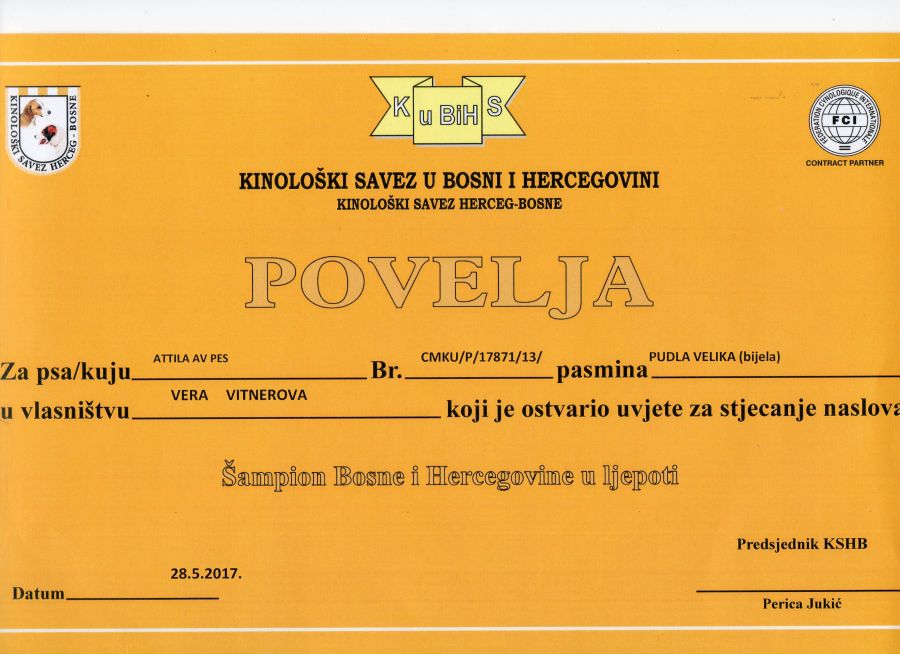 KINOLOŠKI SAVEZ HERCEG - BOSNE
K u BiH S
FEDERATION CYNOLOGIQUE INTERNATIONALE
FCI
CONTRACT PARTNER
KINOLOŠKI SAVEZ U BOSNI I HERCEGOVINI
KINOLOŠKI SAVEZ HERCEG-BOSNE
POVELJA
Za psa/kuju ATTILA AV PES Br. CMKU/P/17871/13/ pasmina PUDLA VELIKA (bijela)
u vlasništvu VERA VITNEROVA koji je ostvario uvjete za stjecanje naslova
Šampion Bosne i Hercegovine u ljepoti
Predsjednik KSHB
Datum 28.5.2017.
Perica Jukić